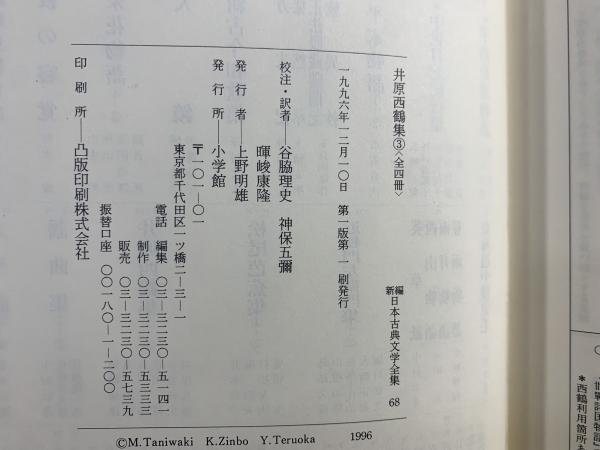 新編日本古典文学全集 68
井原西鶴集③〈全四冊〉
一九九六年一二月一〇日 第一版第一刷発行
校注・訳者――谷脇理史 神保五彌
暉峻康隆
発行者――上野明雄
発行所――小学館
〒一〇一―〇一
東京都千代田区一ツ橋二―三―一
電話 編集 〇三―三二三〇―五一四一
制作 〇三―三二三〇―五三三三
販売 〇三―三二三〇―五七三九
振替口座 〇〇一八〇―一―二〇〇
印刷所――凸版印刷株式会社
©M. Taniwaki K. Zinbo Y. Teruoka 1996
＊西鶴利用箇所も